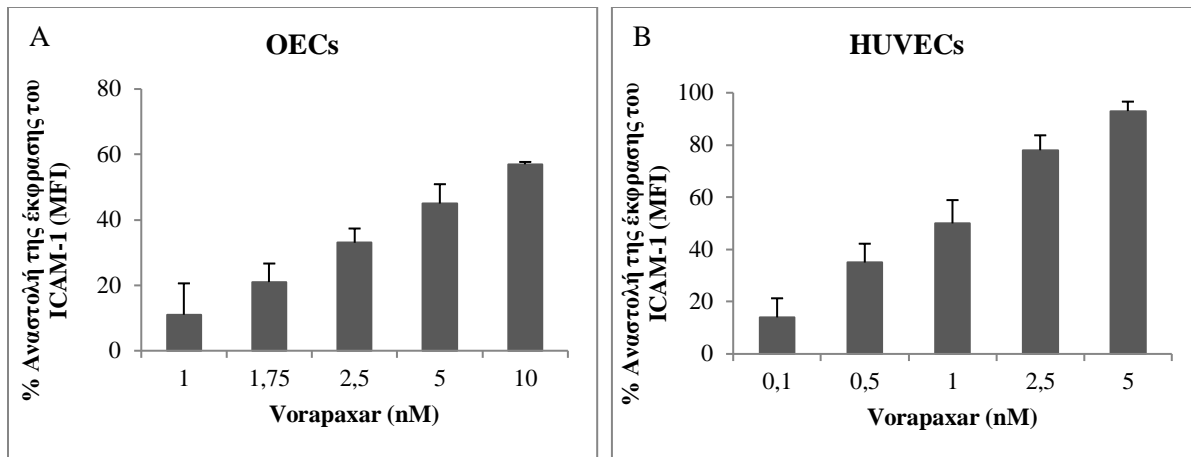 A
OECs
% Αναστολή της έκφρασης του
ICAM-1 (MFI)
80
60
40
20
0
1 1,75 2,5 5 10
Vorapaxar (nM)
B
HUVECs
% Αναστολή της έκφρασης του
ICAM-1 (MFI)
100
80
60
40
20
0
0,1 0,5 1 2,5 5
Vorapaxar (nM)